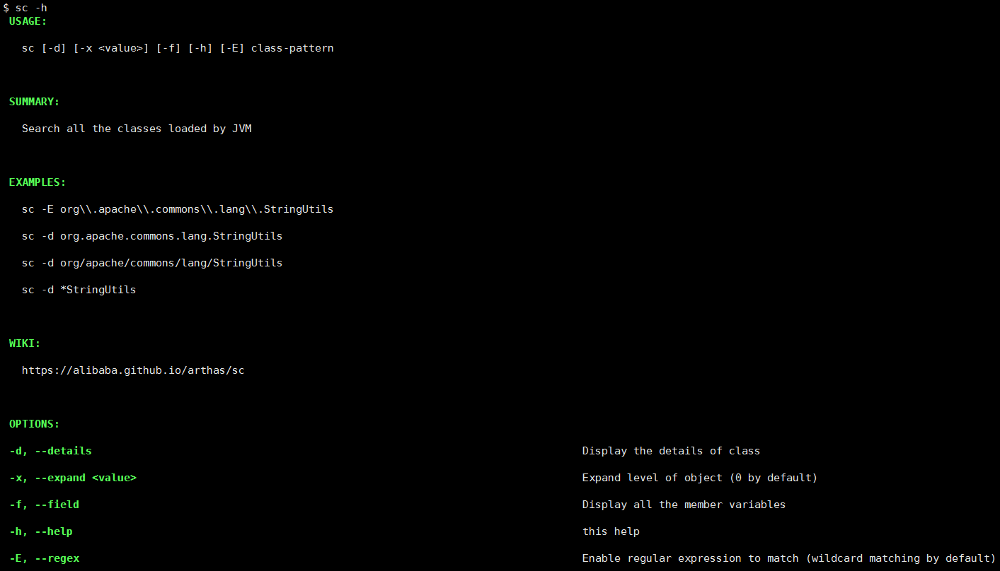 $ sc -h
USAGE:
sc [-d] [-x <value>] [-f] [-h] [-E] class-pattern
SUMMARY:
Search all the classes loaded by JVM
EXAMPLES:
sc -E org\\.apache\\.commons\\.lang\\.StringUtils
sc -d org.apache.commons.lang.StringUtils
sc -d org/apache/commons/lang/StringUtils
sc -d *StringUtils
WIKI:
https://alibaba.github.io/arthas/sc
OPTIONS:
-d, --details Display the details of class
-x, --expand <value> Expand level of object (0 by default)
-f, --field Display all the member variables
-h, --help this help
-E, --regex Enable regular expression to match (wildcard matching by default)